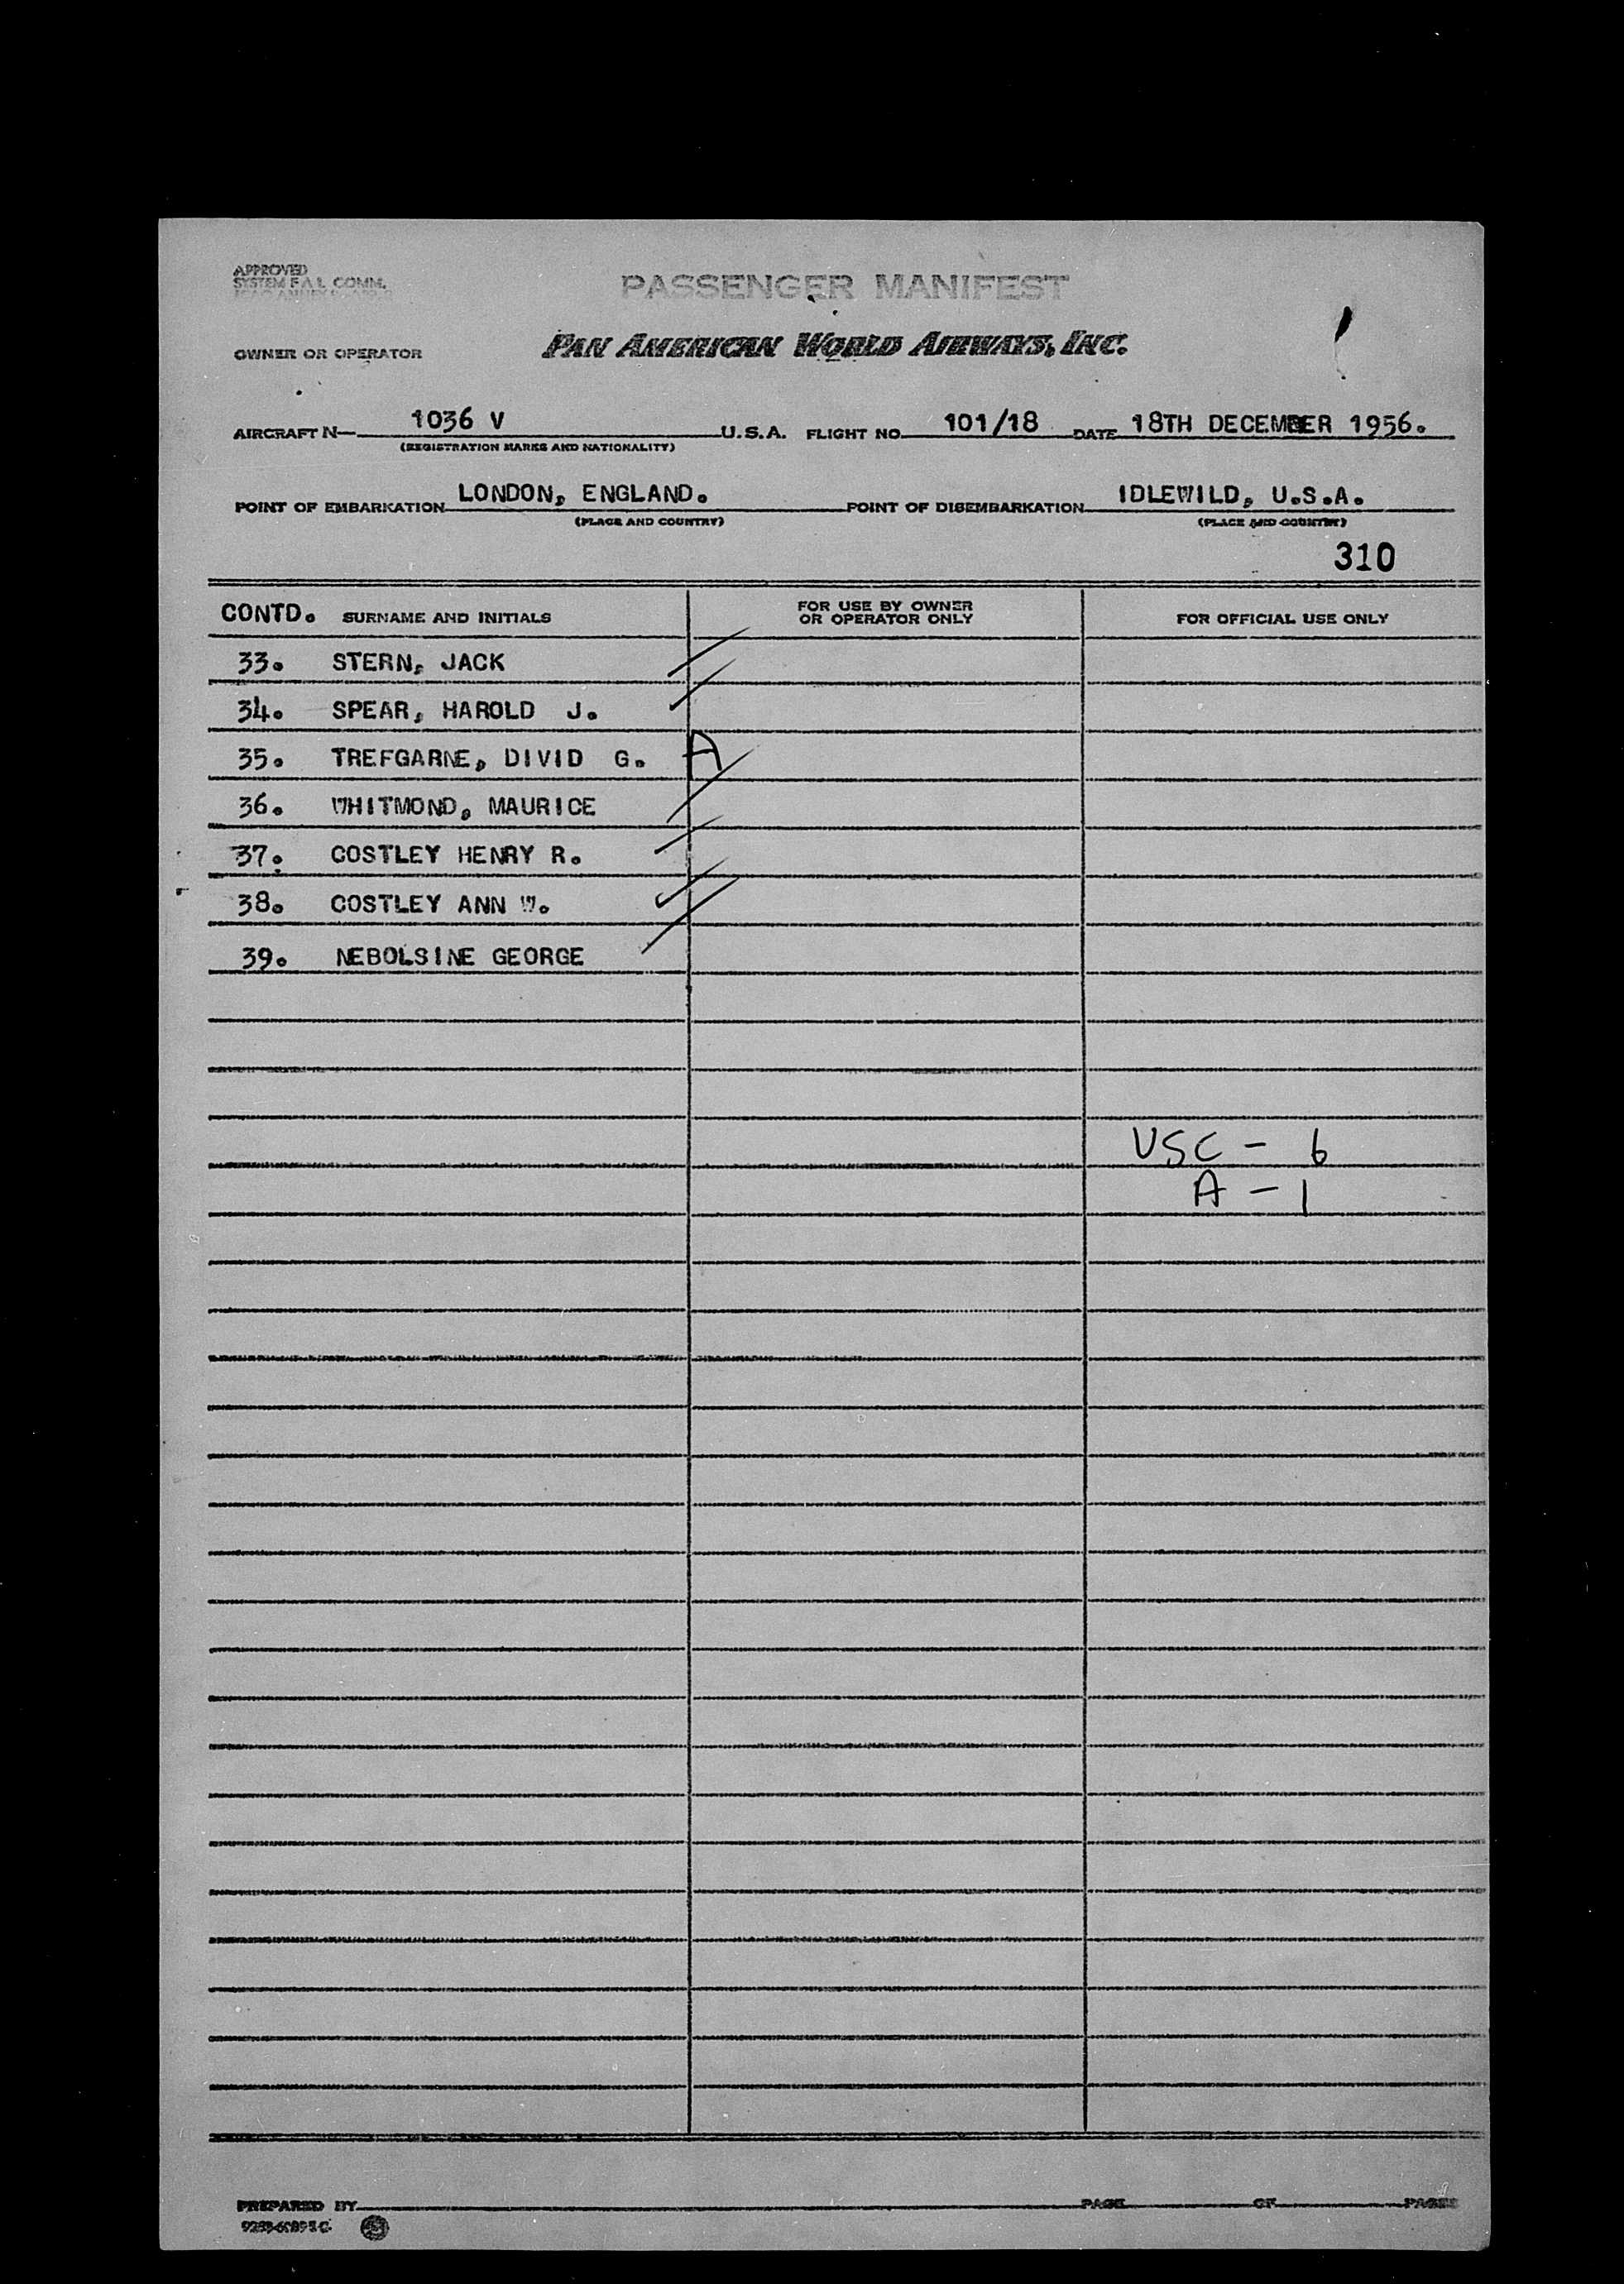 APPROVED
SYSTEM F A L COMM.
PASSENGER MANIFEST
OWNER OR OPERATOR PAN AMERICAN WORLD AIRWAYS, INC.
AIRCRAFT N— 1036 V U.S.A. FLIGHT NO. 101/18 DATE 18TH DECEMBER 1956.
(REGISTRATION MARKS AND NATIONALITY)
POINT OF EMBARKATION LONDON, ENGLAND. POINT OF DISEMBARKATION IDLEWILD, U.S.A.
(PLACE AND COUNTRY) (PLACE AND COUNTRY)
310
CONTD. SURNAME AND INITIALS FOR USE BY OWNER OR OPERATOR ONLY FOR OFFICIAL USE ONLY
33. STERN, JACK
34. SPEAR, HAROLD J.
35. TREFGARNE, DIVID G. A
36. WHITMOND, MAURICE
37. COSTLEY HENRY R.
38. COSTLEY ANN W.
39. NEBOLSINE GEORGE
USC - 6
A - 1
PREPARED BY PAGE OF PAGES